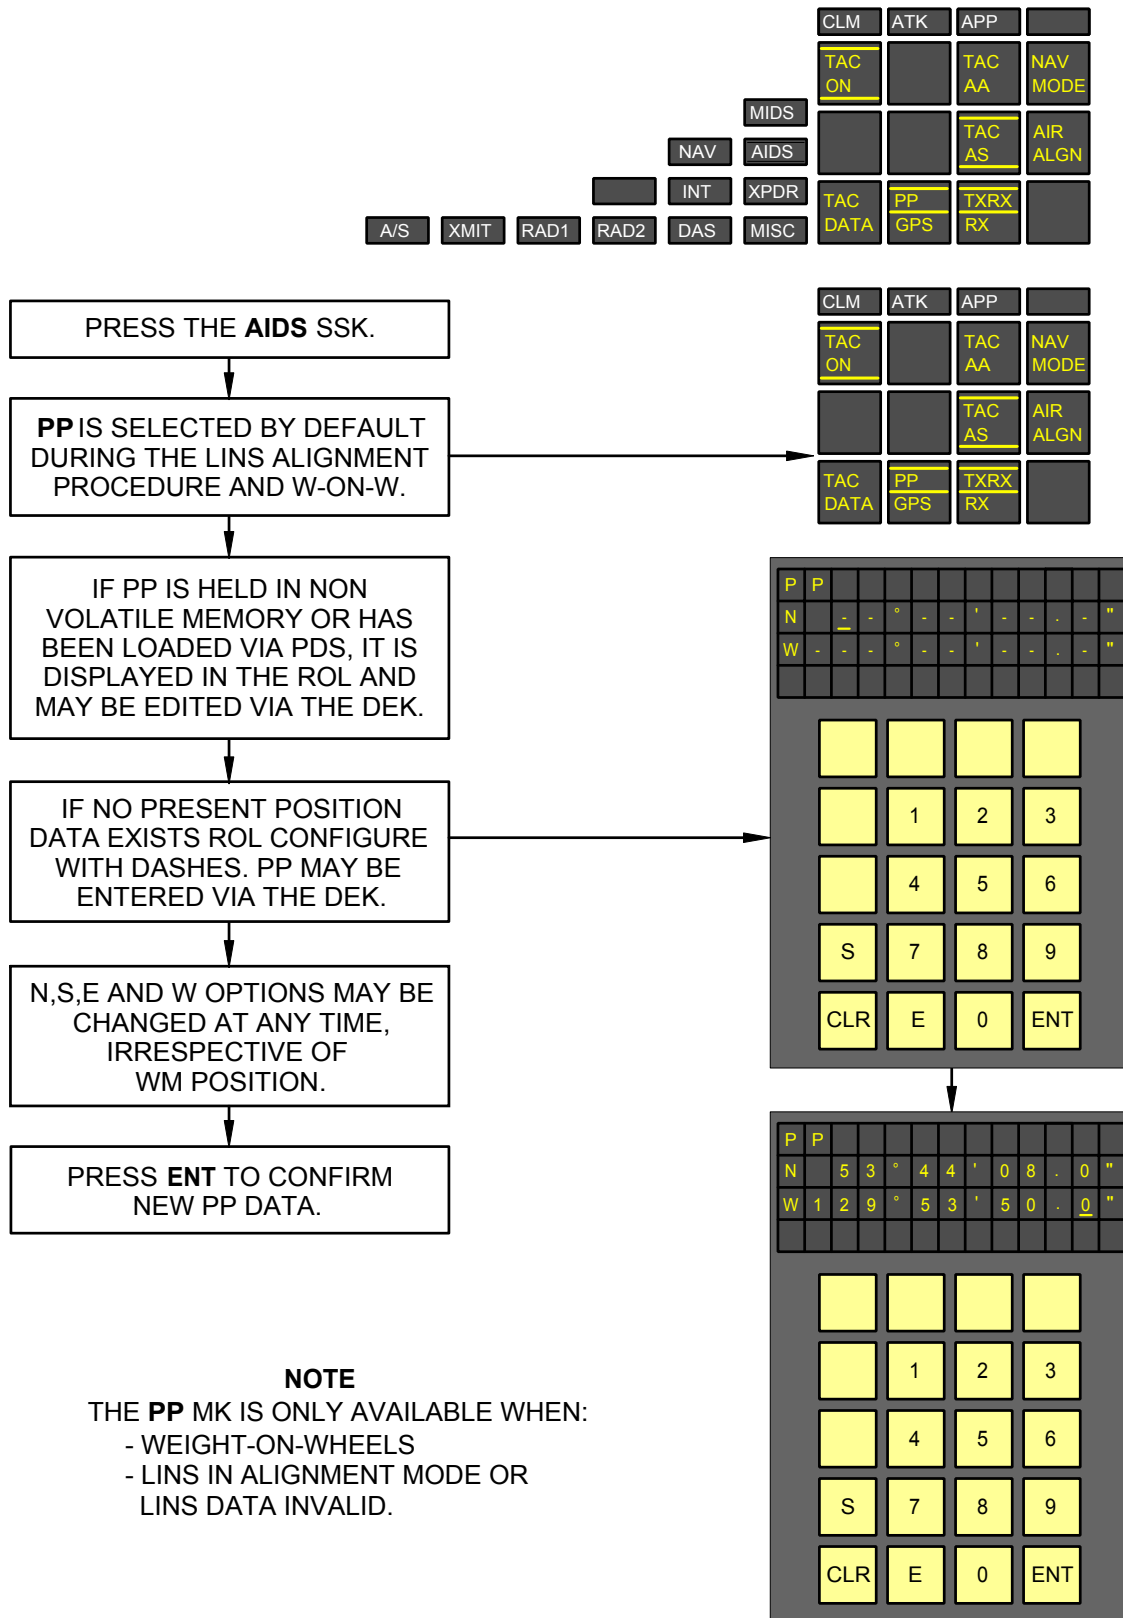 CLM ATK APP
TAC ON TAC AA NAV MODE
MIDS
TAC AS AIR ALGN
NAV AIDS
INT XPDR
TAC DATA PP GPS TXRX RX
A/S XMIT RAD1 RAD2 DAS MISC
PRESS THE AIDS SSK.
CLM ATK APP
TAC ON TAC AA NAV MODE
TAC AS AIR ALGN
TAC DATA PP GPS TXRX RX
PP IS SELECTED BY DEFAULT
DURING THE LINS ALIGNMENT
PROCEDURE AND W-ON-W.
IF PP IS HELD IN NON
VOLATILE MEMORY OR HAS
BEEN LOADED VIA PDS, IT IS
DISPLAYED IN THE ROL AND
MAY BE EDITED VIA THE DEK.
IF NO PRESENT POSITION
DATA EXISTS ROL CONFIGURE
WITH DASHES. PP MAY BE
ENTERED VIA THE DEK.
N,S,E AND W OPTIONS MAY BE
CHANGED AT ANY TIME,
IRRESPECTIVE OF
WM POSITION.
PRESS ENT TO CONFIRM
NEW PP DATA.
P P
N - - ° - - ' - - . - "
W - - - ° - - ' - - . - "
1 2 3
4 5 6
S 7 8 9
CLR E 0 ENT
P P
N 5 3 ° 4 4 ' 0 8 . 0 "
W 1 2 9 ° 5 3 ' 5 0 . 0 "
1 2 3
4 5 6
S 7 8 9
CLR E 0 ENT
NOTE
THE PP MK IS ONLY AVAILABLE WHEN:
- WEIGHT-ON-WHEELS
- LINS IN ALIGNMENT MODE OR
LINS DATA INVALID.